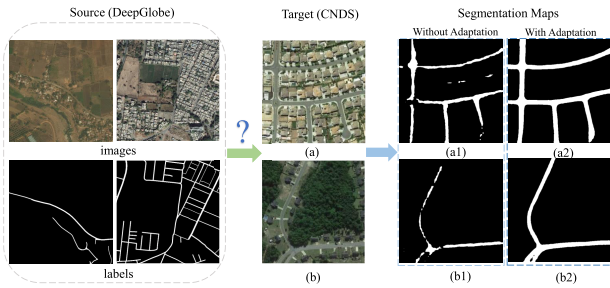 Source (DeepGlobe)
Target (CNDS)
Segmentation Maps
Without Adaptation
With Adaptation
?
images
(a)
(a1)
(a2)
labels
(b)
(b1)
(b2)